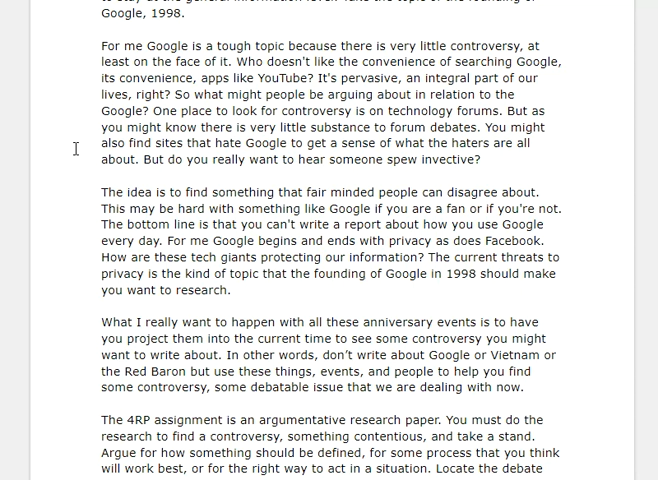 Google, 1998.
For me Google is a tough topic because there is very little controversy, at
least on the face of it. Who doesn't like the convenience of searching Google,
its convenience, apps like YouTube? It's pervasive, an integral part of our
lives, right? So what might people be arguing about in relation to the
Google? One place to look for controversy is on technology forums. But as
you might know there is very little substance to forum debates. You might
also find sites that hate Google to get a sense of what the haters are all
about. But do you really want to hear someone spew invective?
The idea is to find something that fair minded people can disagree about.
This may be hard with something like Google if you are a fan or if you're not.
The bottom line is that you can't write a report about how you use Google
every day. For me Google begins and ends with privacy as does Facebook.
How are these tech giants protecting our information? The current threats to
privacy is the kind of topic that the founding of Google in 1998 should make
you want to research.
What I really want to happen with all these anniversary events is to have
you project them into the current time to see some controversy you might
want to write about. In other words, don’t write about Google or Vietnam or
the Red Baron but use these things, events, and people to help you find
some controversy, some debatable issue that we are dealing with now.
The 4RP assignment is an argumentative research paper. You must do the
research to find a controversy, something contentious, and take a stand.
Argue for how something should be defined, for some process that you think
will work best, or for the right way to act in a situation. Locate the debate